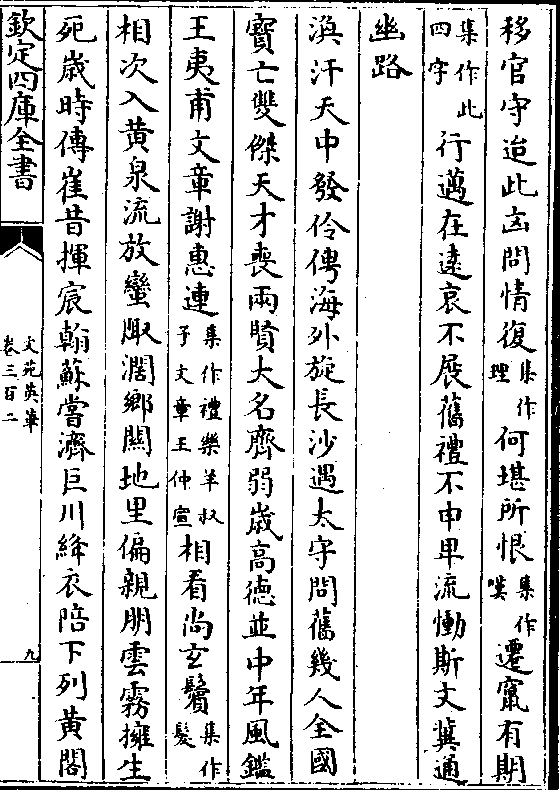 移官守迨此凶問情復集作理何堪所恨集作嘆遷竄有期
集作此四字行邁在遠哀不展舊禮不申卑流慟斯文冀通
幽路
渙汗天中發伶俜海外旋長沙遇太守問舊幾人全國
寳亡雙傑天才喪兩賢大名齊弱歲髙德並中年風鑑
王夷甫文章謝惠連集作禮樂羊叔子文章王仲宣相看尚玄鬢集作髮
相次入黄泉流放蠻陬濶鄉闗地里偏親朋雲霧擁生
死歲時傳崔昔揮宸翰蘇嘗濟巨川絳衣陪下列黄閣
欽定四庫全書
文苑英華
卷三百二
九